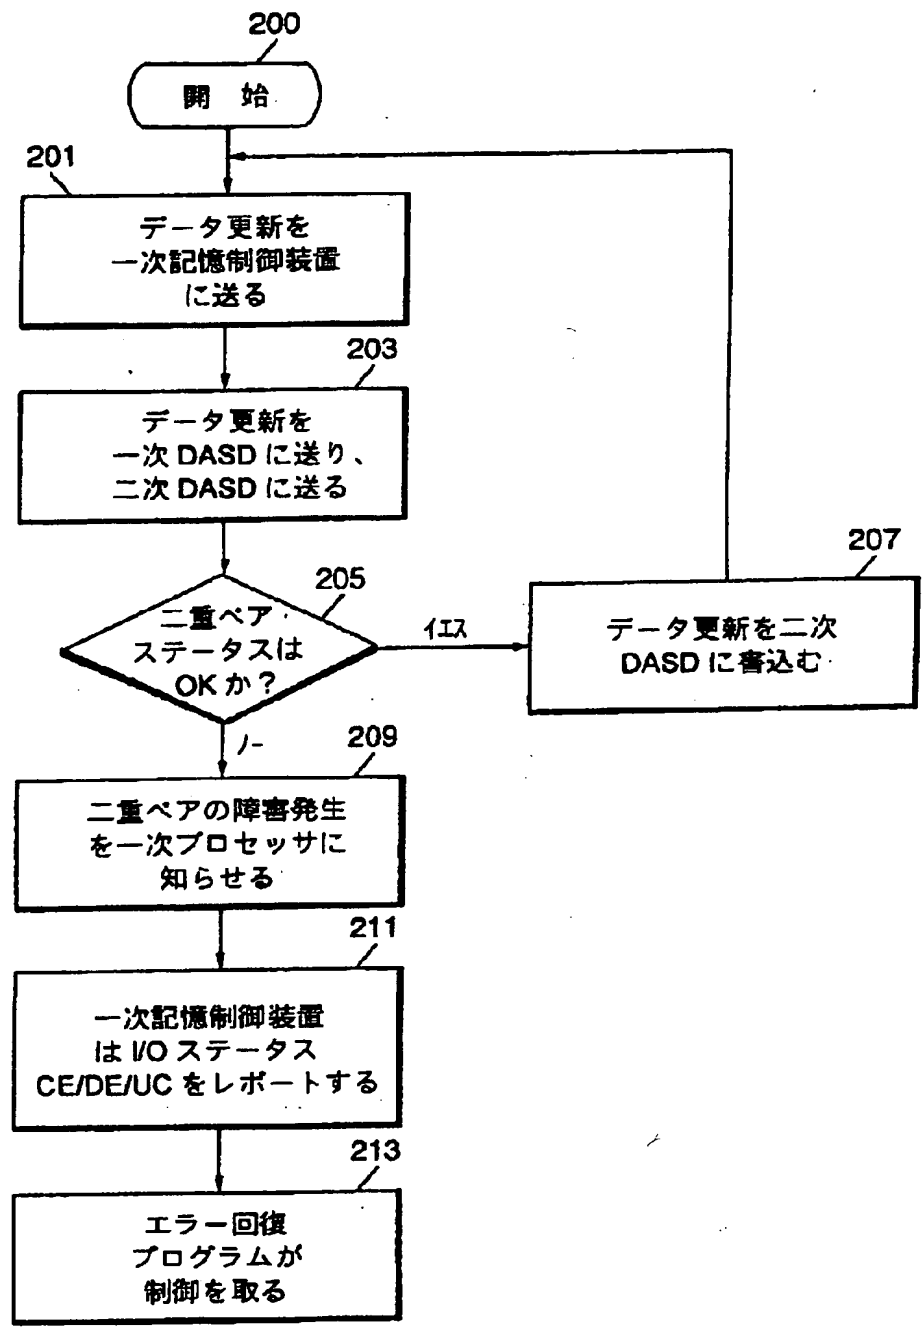 200
開 始
201
データ更新を
一次記憶制御装置
に送る
203
データ更新を
一次 DASD に送り、
二次 DASD に送る
205
二重ペア
ステータスは
OK か？
イエス
207
データ更新を二次
DASD に書込む
ノー
209
二重ペアの障害発生
を一次プロセッサに
知らせる
211
一次記憶制御装置
は I/O ステータス
CE/DE/UC をレポートする
213
エラー回復
プログラムが
制御を取る